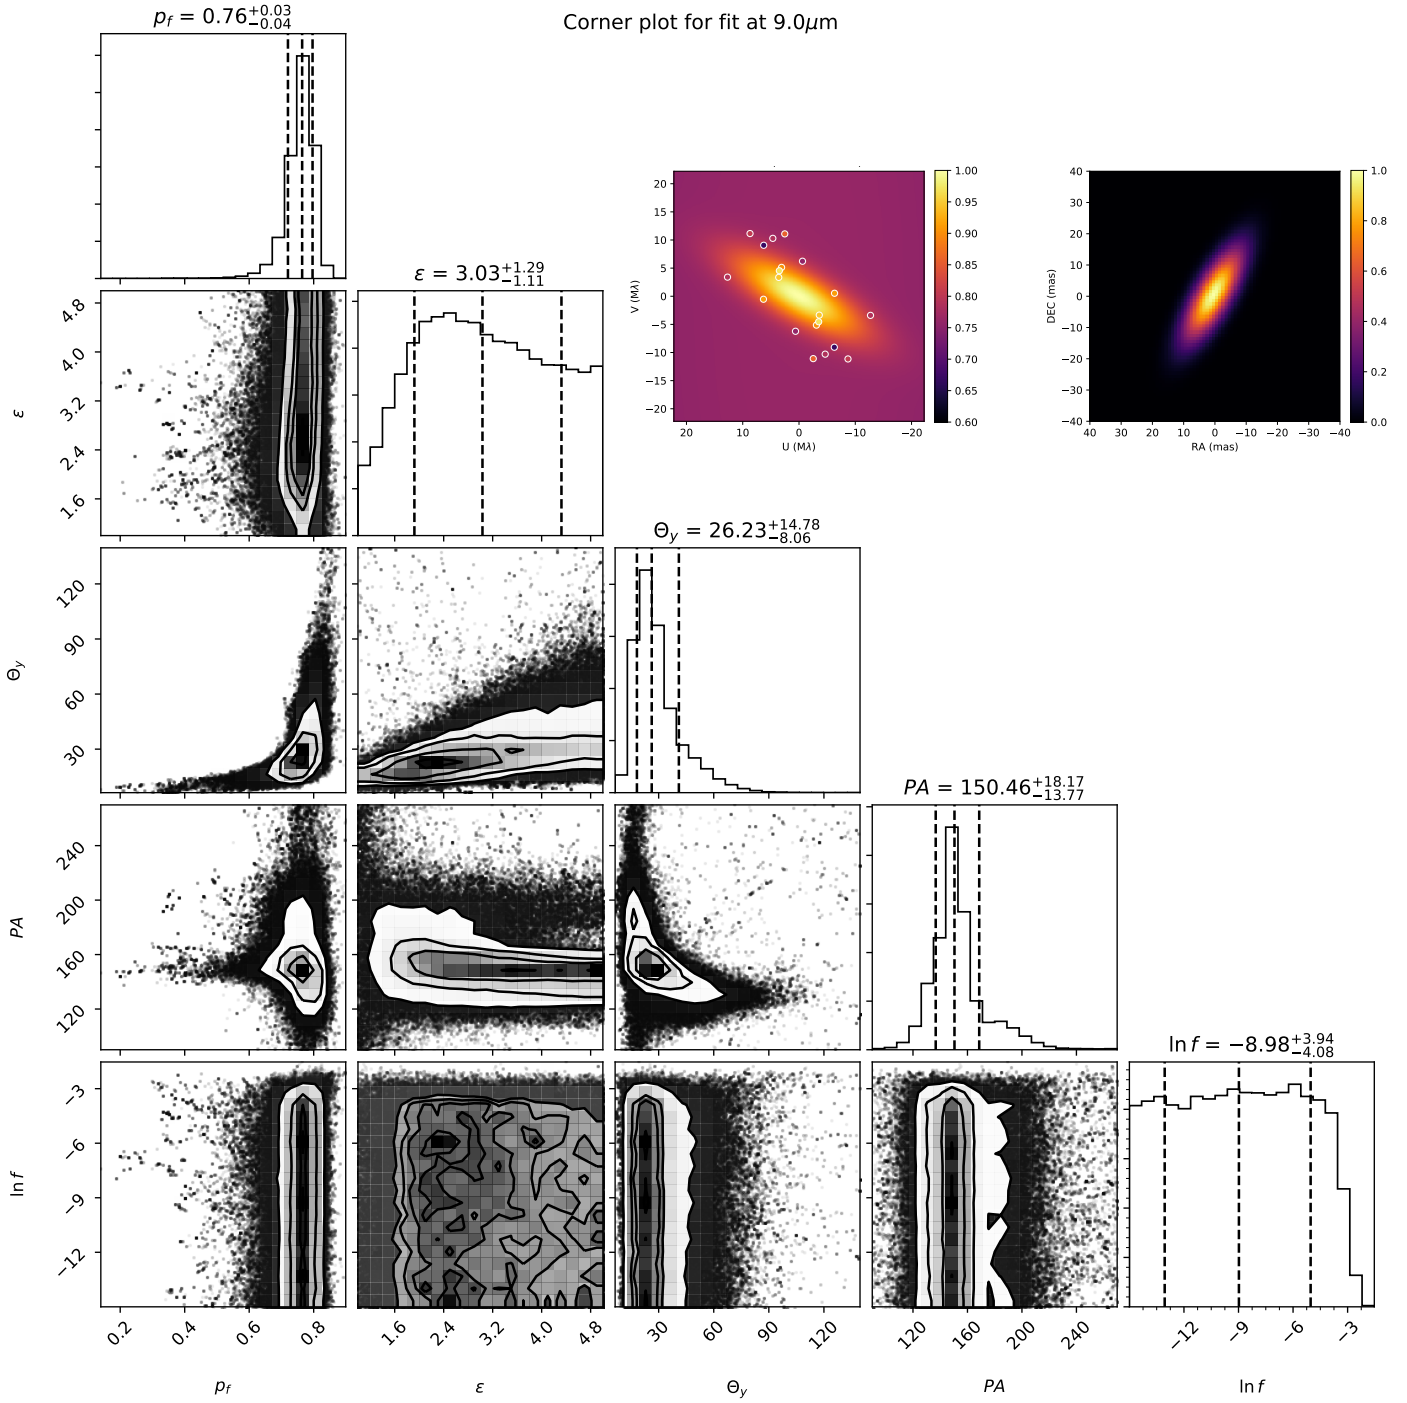 Corner plot for fit at 9.0μm
p_f = 0.76^{+0.03}_{-0.04}
ε = 3.03^{+1.29}_{-1.11}
Θ_y = 26.23^{+14.78}_{-8.06}
PA = 150.46^{+18.17}_{-13.77}
ln f = −8.98^{+3.94}_{-4.08}
V (Mλ)
20
15
10
5
0
−5
−10
−15
−20
20 10 0 −10 −20
U (Mλ)
1.00
0.95
0.90
0.85
0.80
0.75
0.70
0.65
0.60
DEC (mas)
40
30
20
10
0
−10
−20
−30
−40
40 30 20 10 0 −10 −20 −30 −40
RA (mas)
1.0
0.8
0.6
0.4
0.2
0.0
ε
4.8
4.0
3.2
2.4
1.6
Θ_y
120
90
60
30
PA
240
200
160
120
ln f
−3
−6
−9
−12
0.2 0.4 0.6 0.8
1.6 2.4 3.2 4.0 4.8
30 60 90 120
120 160 200 240
−12 −9 −6 −3
p_f
ε
Θ_y
PA
ln f